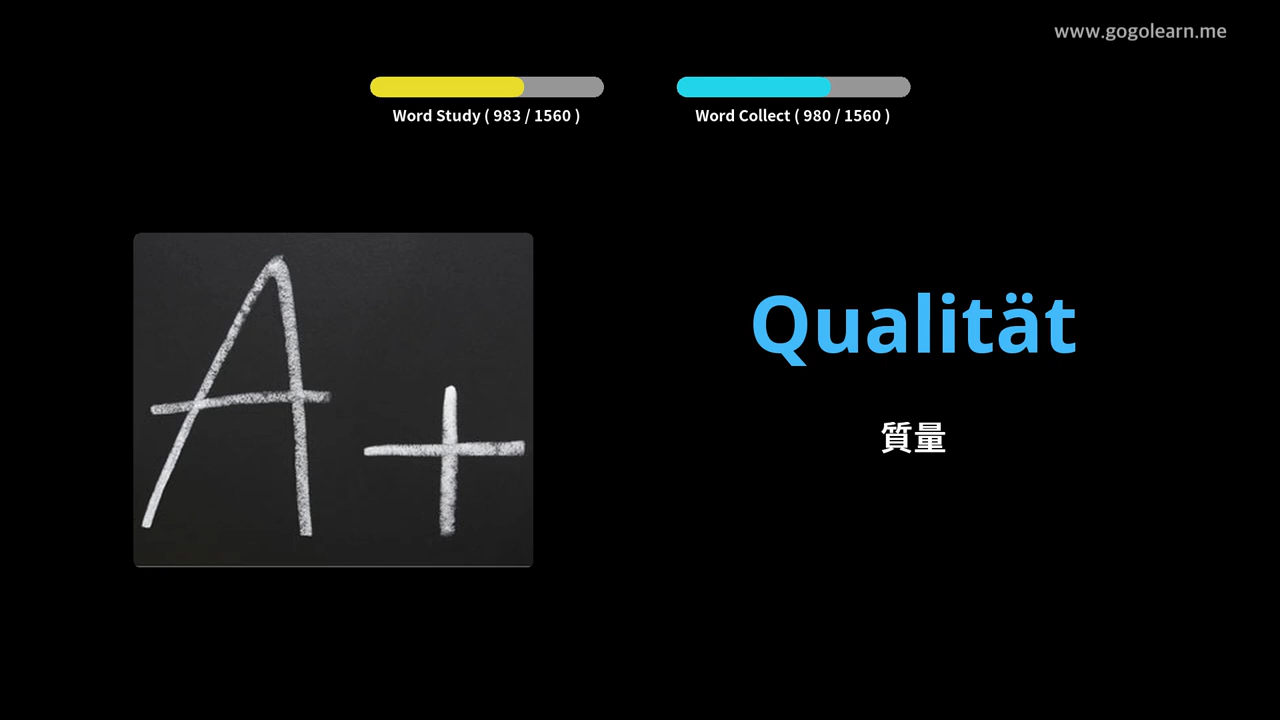 www.gogolearn.me
Word Study ( 983 / 1560 )
Word Collect ( 980 / 1560 )
A+
Qualität
質量